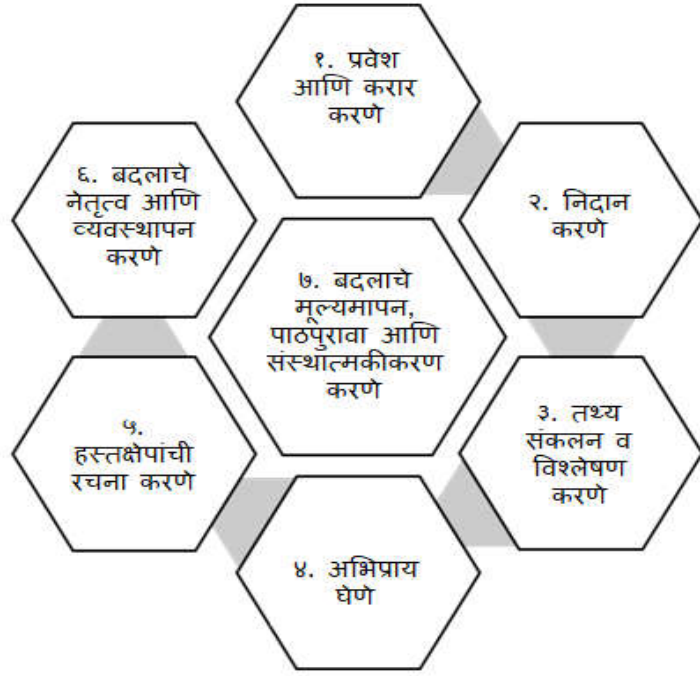 १. प्रवेश
आणि करार
करणे
२. निदान
करणे
३. तथ्य
संकलन व
विश्लेषण
करणे
४. अभिप्राय
घेणे
५.
हस्तक्षेपांची
रचना करणे
६. बदलाचे
नेतृत्व आणि
व्यवस्थापन
करणे
७. बदलाचे
मूल्यमापन,
पाठपुरावा आणि
संस्थात्मकीकरण
करणे